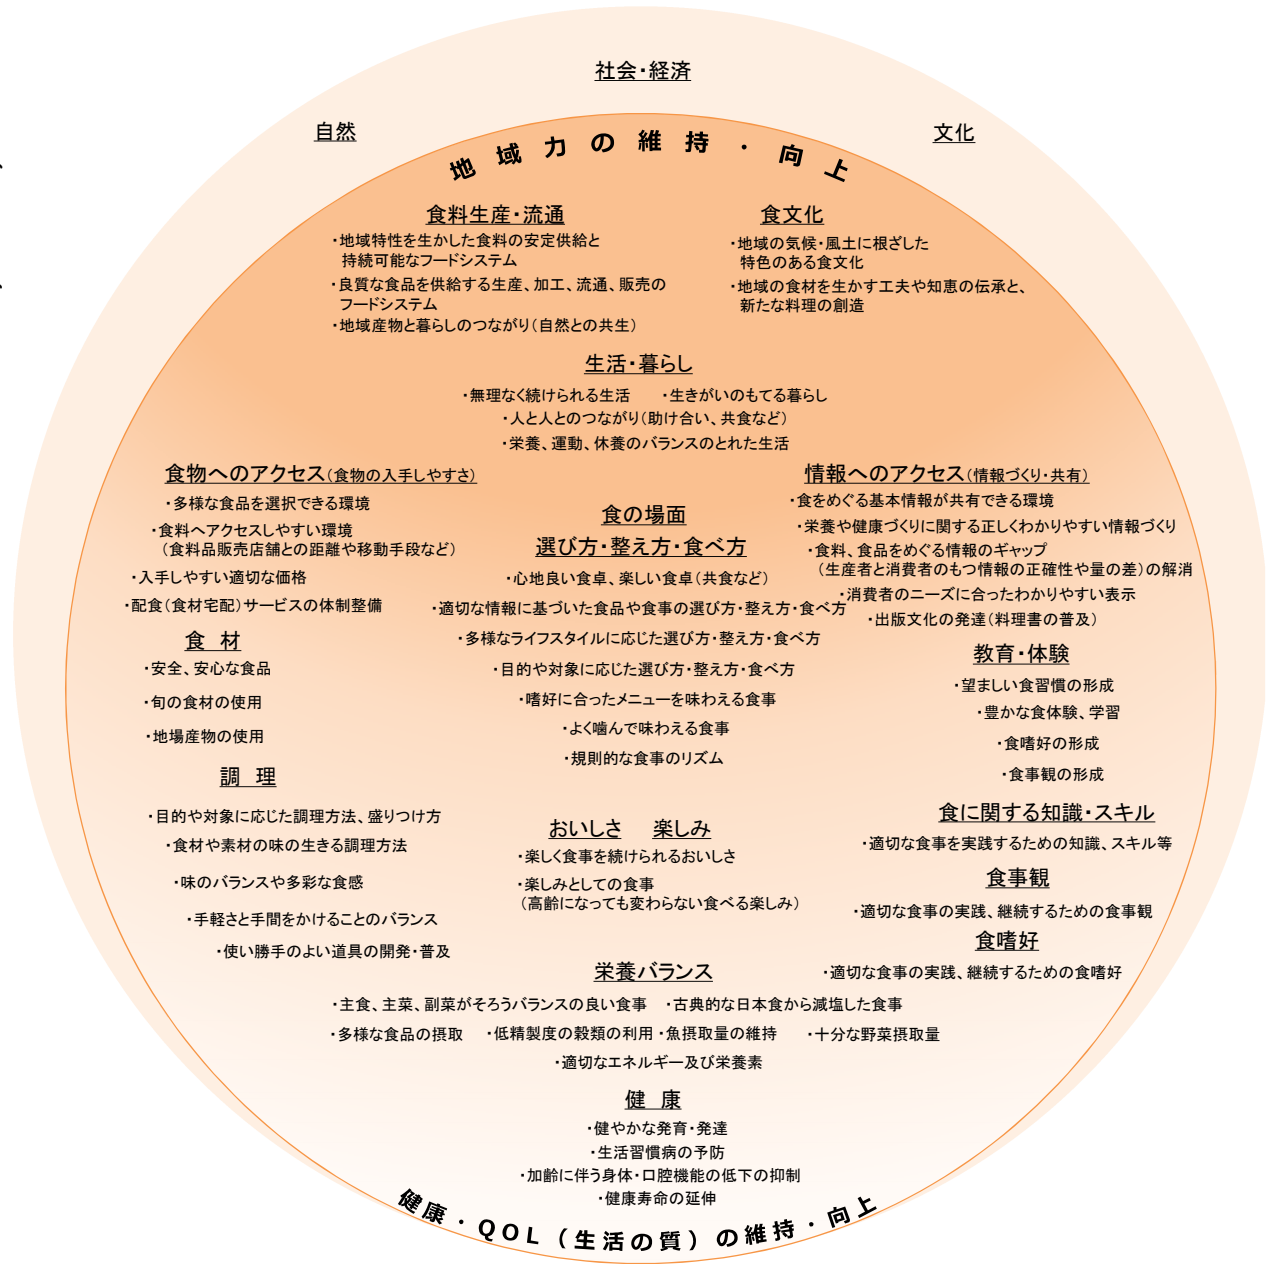 社会・経済
自然
文化
地域力の維持・向上
食料生産・流通
・地域特性を生かした食料の安定供給と
持続可能なフードシステム
・良質な食品を供給する生産、加工、流通、販売の
フードシステム
・地域産物と暮らしのつながり(自然との共生)
食文化
・地域の気候・風土に根ざした
特色のある食文化
・地域の食材を生かす工夫や知恵の伝承と、
新たな料理の創造
生活・暮らし
・無理なく続けられる生活 ・生きがいのもてる暮らし
・人と人とのつながり(助け合い、共食など)
・栄養、運動、休養のバランスのとれた生活
食物へのアクセス(食物の入手しやすさ)
・多様な食品を選択できる環境
・食料へアクセスしやすい環境
(食料品販売店舗との距離や移動手段など)
・入手しやすい適切な価格
・配食(食材宅配)サービスの体制整備
食の場面
選び方・整え方・食べ方
・心地良い食卓、楽しい食卓(共食など)
・適切な情報に基づいた食品や食事の選び方・整え方・食べ方
・多様なライフスタイルに応じた選び方・整え方・食べ方
・目的や対象に応じた選び方・整え方・食べ方
・嗜好に合ったメニューを味わえる食事
・よく噛んで味わえる食事
・規則的な食事のリズム
情報へのアクセス(情報づくり・共有)
・食をめぐる基本情報が共有できる環境
・栄養や健康づくりに関する正しくわかりやすい情報づくり
・食料、食品をめぐる情報のギャップ
(生産者と消費者のもつ情報の正確性や量の差)の解消
・消費者のニーズに合ったわかりやすい表示
・出版文化の発達(料理書の普及)
食 材
・安全、安心な食品
・旬の食材の使用
・地場産物の使用
教育・体験
・望ましい食習慣の形成
・豊かな食体験、学習
・食嗜好の形成
・食事観の形成
調 理
・目的や対象に応じた調理方法、盛りつけ方
・食材や素材の味の生きる調理方法
・味のバランスや多彩な食感
・手軽さと手間をかけることのバランス
・使い勝手のよい道具の開発・普及
おいしさ 楽しみ
・楽しく食事を続けられるおいしさ
・楽しみとしての食事
(高齢になっても変わらない食べる楽しみ)
食に関する知識・スキル
・適切な食事を実践するための知識、スキル等
食事観
・適切な食事の実践、継続するための食事観
食嗜好
・適切な食事の実践、継続するための食嗜好
栄養バランス
・主食、主菜、副菜がそろうバランスの良い食事 ・古典的な日本食から減塩した食事
・多様な食品の摂取 ・低精製度の穀類の利用 ・魚摂取量の維持 ・十分な野菜摂取量
・適切なエネルギー及び栄養素
健 康
・健やかな発育・発達
・生活習慣病の予防
・加齢に伴う身体・口腔機能の低下の抑制
・健康寿命の延伸
健康・QOL(生活の質)の維持・向上